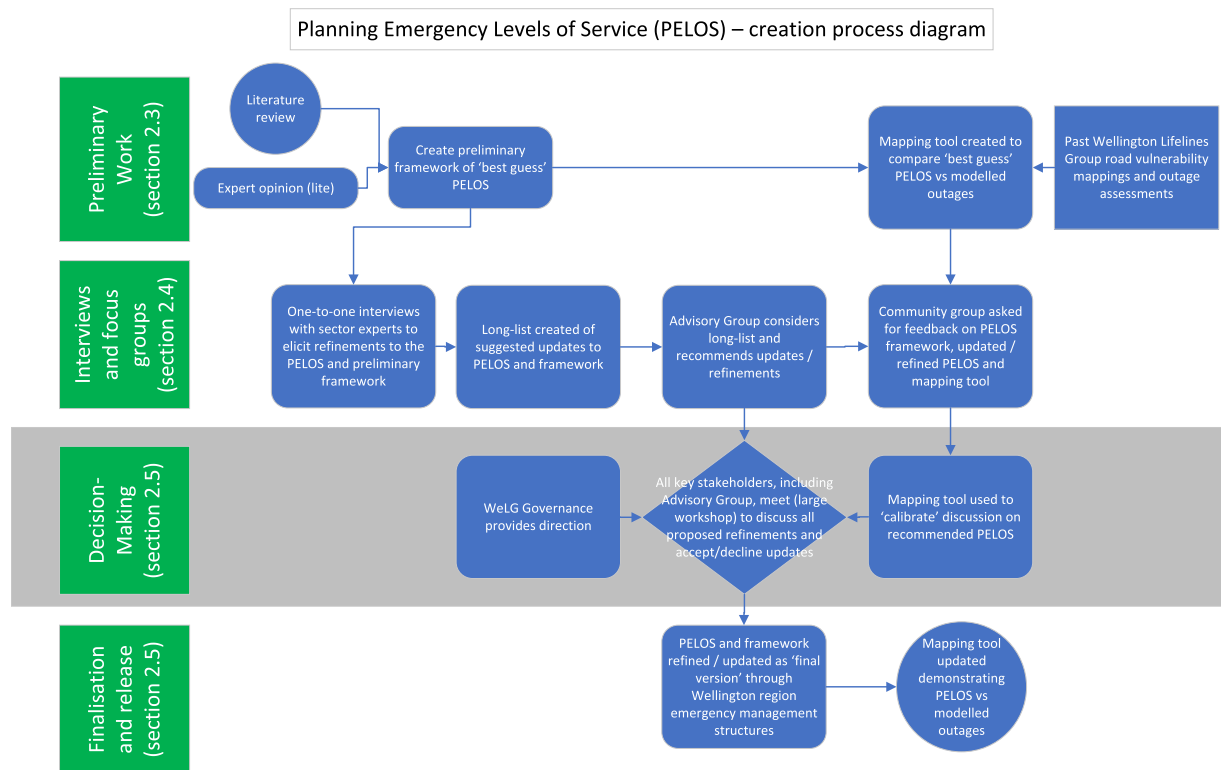 Planning Emergency Levels of Service (PELOS) – creation process diagram
Preliminary
Work
(section 2.3)
Literature
review
Expert opinion (lite)
Create preliminary
framework of ‘best guess’
PELOS
Mapping tool created to
compare ‘best guess’
PELOS vs modelled
outages
Past Wellington Lifelines
Group road vulnerability
mappings and outage
assessments
Interviews
and focus
groups
(section 2.4)
One-to-one interviews
with sector experts to
elicit refinements to the
PELOS and preliminary
framework
Long-list created of
suggested updates to
PELOS and framework
Advisory Group considers
long-list and
recommends updates /
refinements
Community group asked
for feedback on PELOS
framework, updated /
refined PELOS and
mapping tool
Decision-
Making
(section 2.5)
WeLG Governance
provides direction
All key stakeholders, including
Advisory Group, meet (large
workshop) to discuss all
proposed refinements and
accept/decline updates
Mapping tool used to
‘calibrate’ discussion on
recommended PELOS
Finalisation
and release
(section 2.5)
PELOS and framework
refined / updated as ‘final
version’ through
Wellington region
emergency management
structures
Mapping tool
updated
demonstrating
PELOS vs
modelled
outages